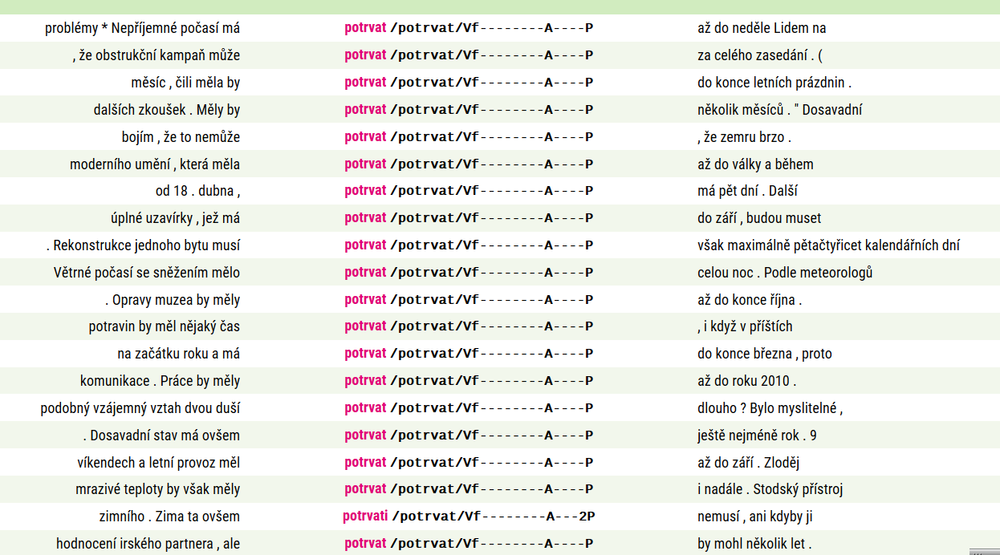 problémy * Nepříjemné počasí má potrvat /potrvat/Vf--------A----P až do neděle Lidem na
, že obstrukční kampaň může potrvat /potrvat/Vf--------A----P za celého zasedání . (
měsíc , čili měla by potrvat /potrvat/Vf--------A----P do konce letních prázdnin .
dalších zkoušek . Měly by potrvat /potrvat/Vf--------A----P několik měsíců . " Dosavadní
bojím , že to nemůže potrvat /potrvat/Vf--------A----P , že zemru brzo .
moderního umění , která měla potrvat /potrvat/Vf--------A----P až do války a během
od 18 . dubna , potrvat /potrvat/Vf--------A----P má pět dní . Další
úplné uzavírky , jež má potrvat /potrvat/Vf--------A----P do září , budou muset
. Rekonstrukce jednoho bytu musí potrvat /potrvat/Vf--------A----P však maximálně pětačtyřicet kalendářních dní
Větrné počasí se sněžením mělo potrvat /potrvat/Vf--------A----P celou noc . Podle meteorologů
. Opravy muzea by měly potrvat /potrvat/Vf--------A----P až do konce října .
potravin by měl nějaký čas potrvat /potrvat/Vf--------A----P , i když v příštích
na začátku roku a má potrvat /potrvat/Vf--------A----P do konce března , proto
komunikace . Práce by měly potrvat /potrvat/Vf--------A----P až do roku 2010 .
podobný vzájemný vztah dvou duší potrvat /potrvat/Vf--------A----P dlouho ? Bylo myslitelné ,
. Dosavadní stav má ovšem potrvat /potrvat/Vf--------A----P ještě nejméně rok . 9
víkendech a letní provoz měl potrvat /potrvat/Vf--------A----P až do září . Zloděj
mrazivé teploty by však měly potrvat /potrvat/Vf--------A----P i nadále . Stodský přístroj
zimního . Zima ta ovšem potrvati /potrvat/Vf--------A---2P nemusí , ani kdyby ji
hodnocení irského partnera , ale potrvat /potrvat/Vf--------A----P by mohl několik let .